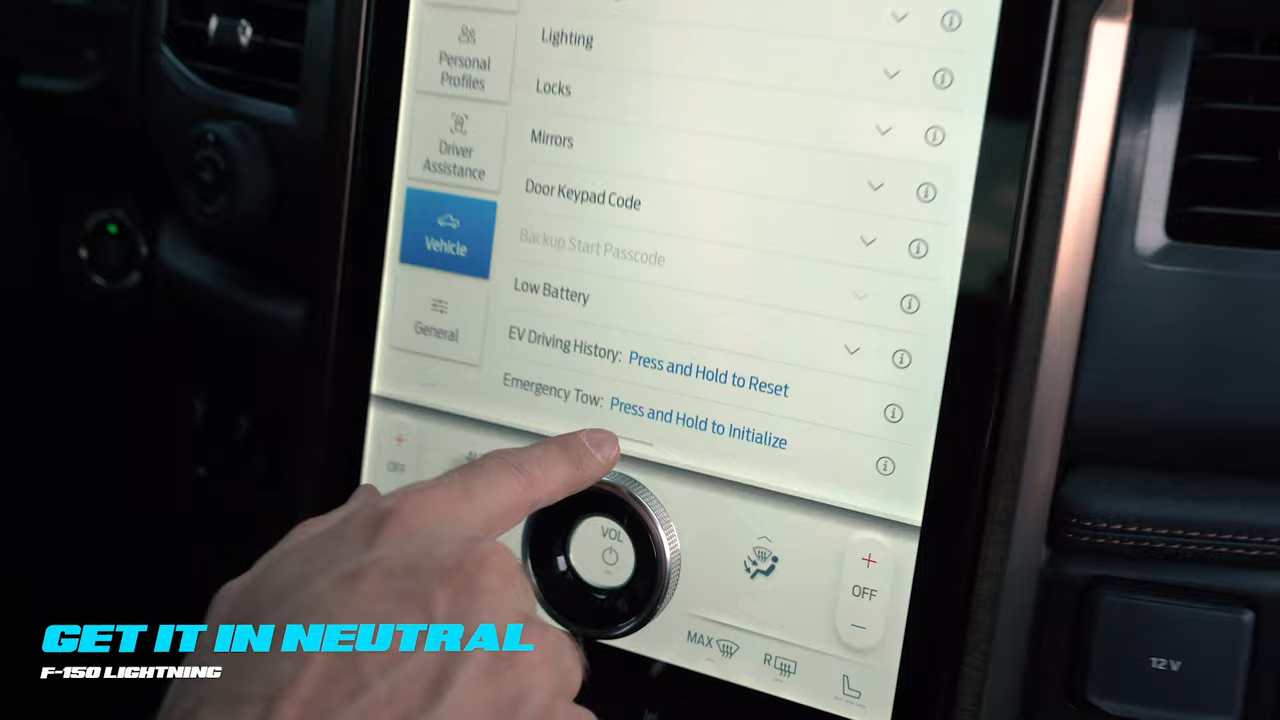 Personal
Profiles
Driver
Assistance
Vehicle
General
Lighting
Locks
Mirrors
Door Keypad Code
Backup Start Passcode
Low Battery
EV Driving History: Press and Hold to Reset
Emergency Tow: Press and Hold to Initialize
+
OFF
VOL
+
OFF
–
MAX
R
12V
GET IT IN NEUTRAL
F-150 LIGHTNING